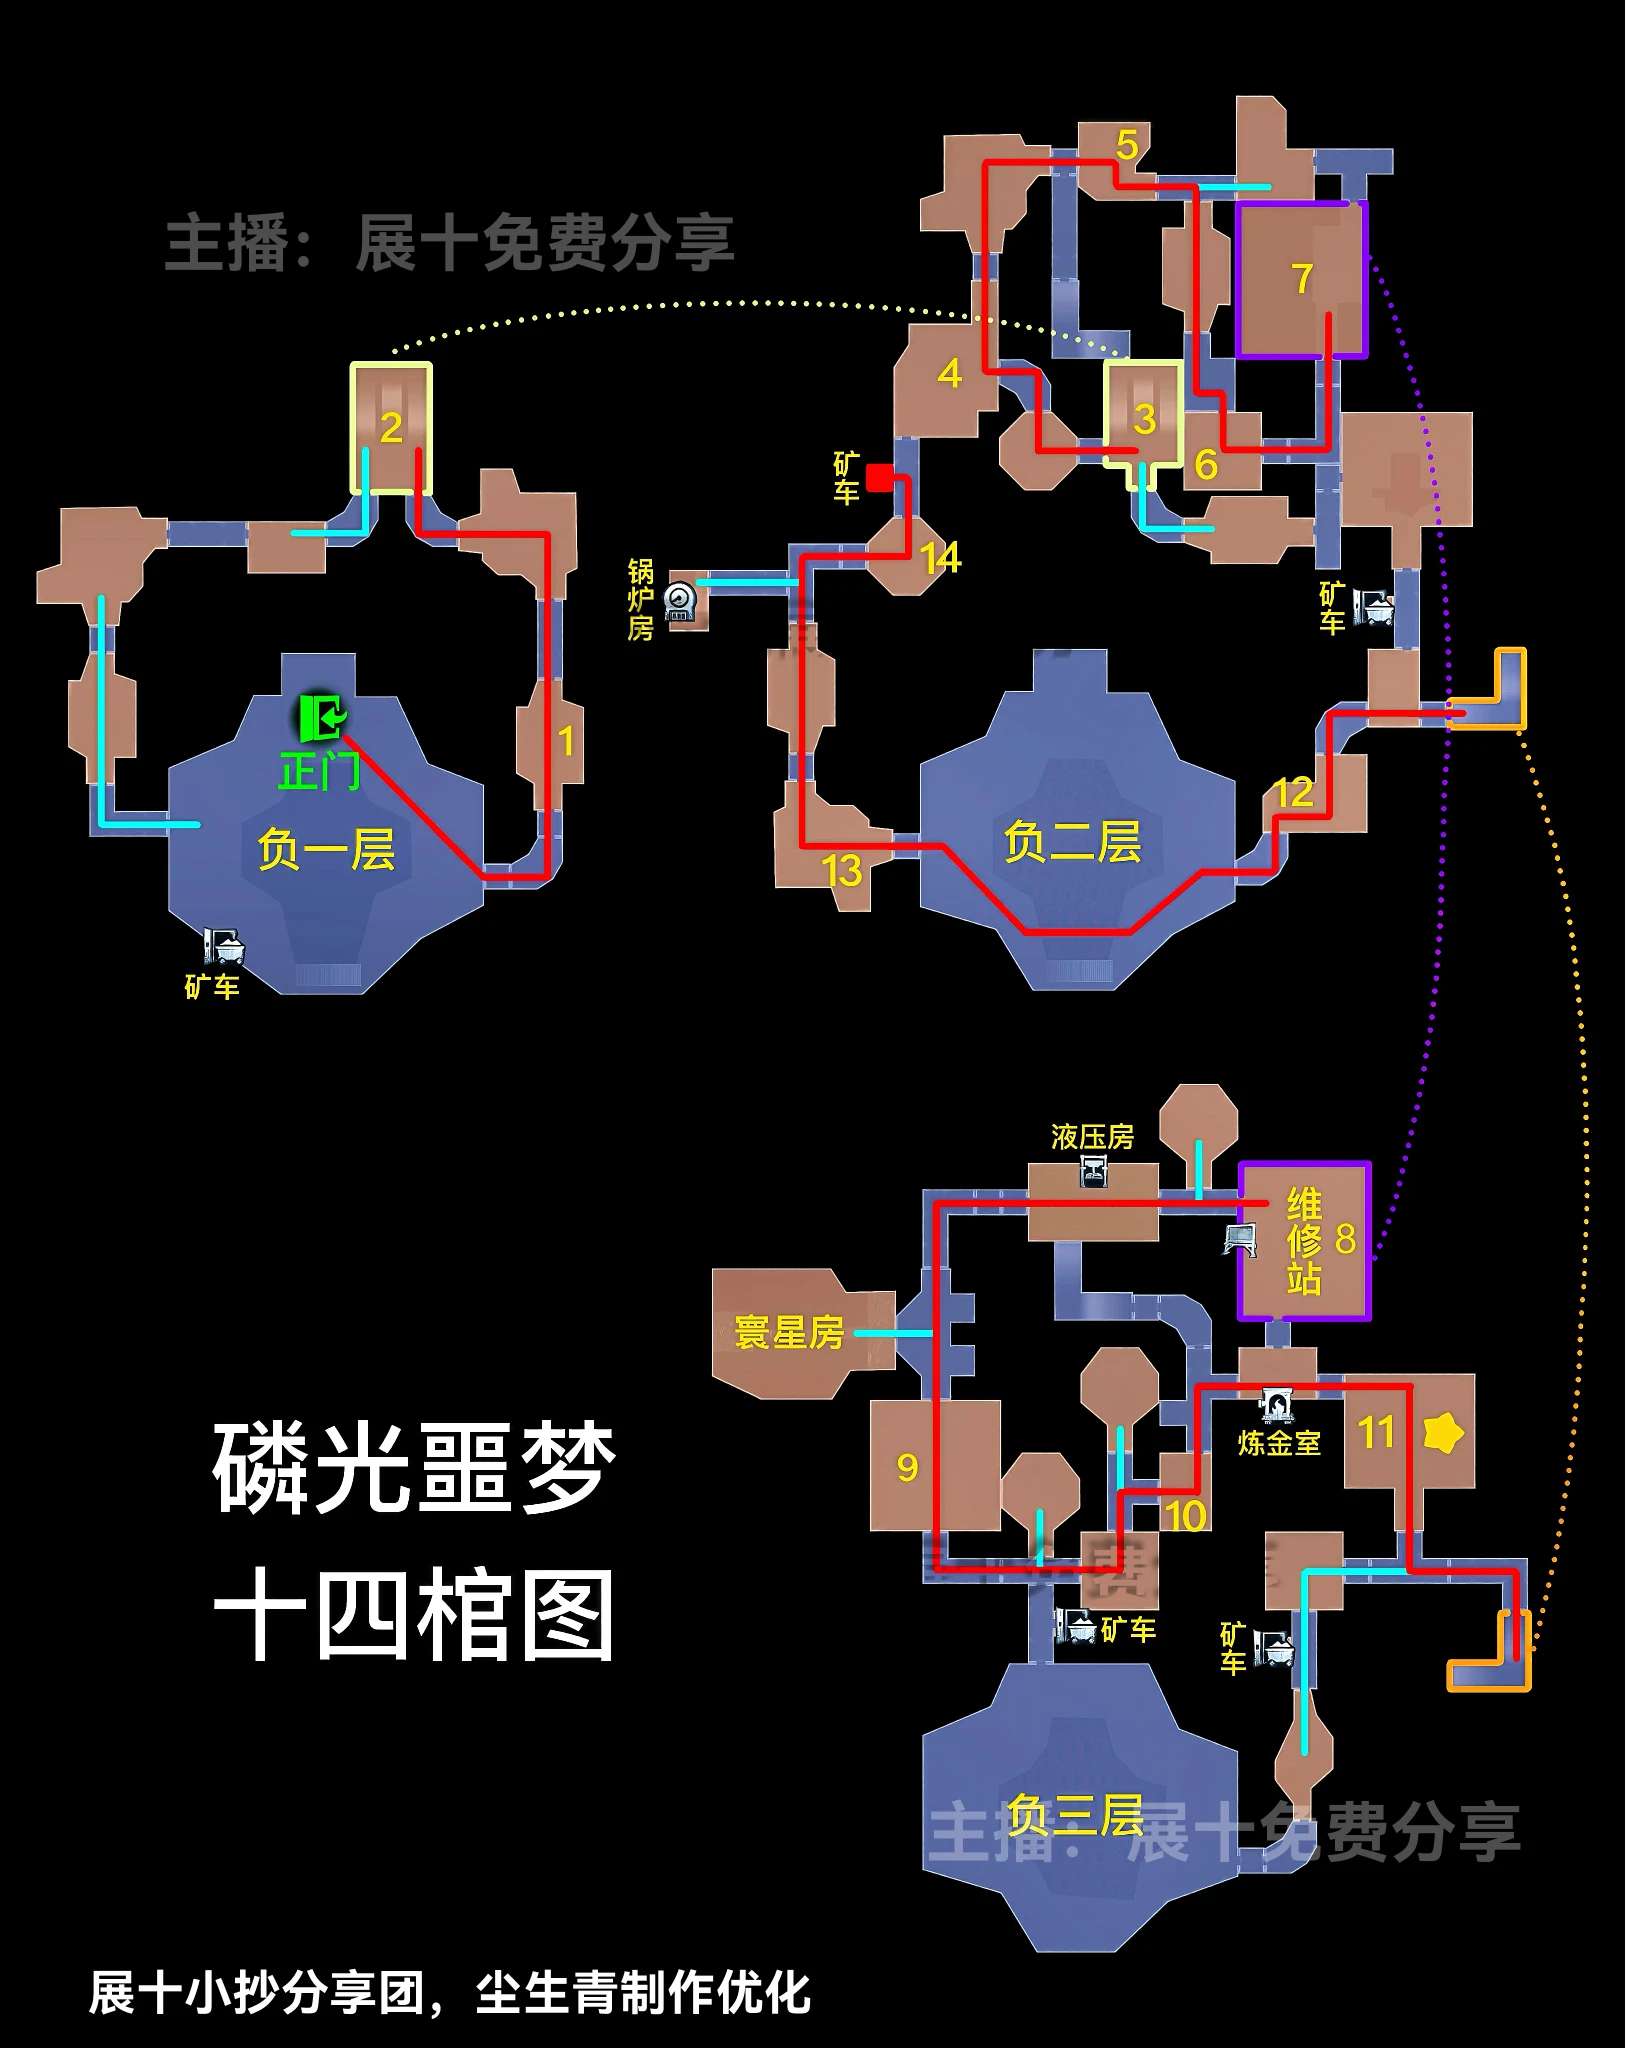 主播：展十免费分享
5
7
2
4
3
6
矿车
14
锅炉房
矿车
正门
1
负一层
12
负二层
13
矿车
液压房
维修站 8
寰星房
9
炼金室
11
10
磷光噩梦
十四棺图
费
矿车
矿车
负三层
主播：展十免费分享
展十小抄分享团，尘生青制作优化